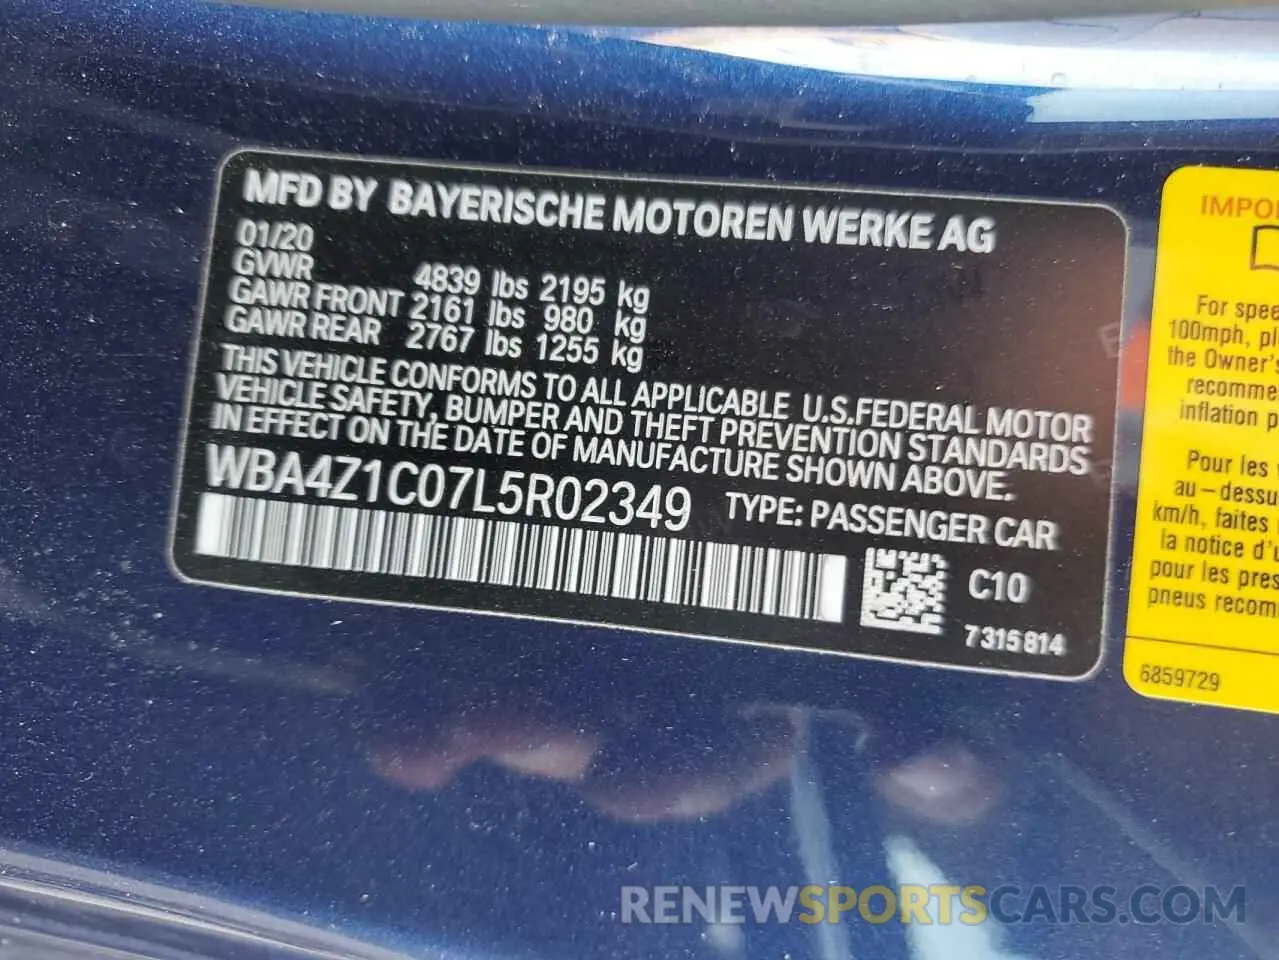 MFD BY BAYERISCHE MOTOREN WERKE AG
01/20
GVWR 4839 lbs 2195 kg
GAWR FRONT 2161 lbs 980 kg
GAWR REAR 2767 lbs 1255 kg
THIS VEHICLE CONFORMS TO ALL APPLICABLE U.S.FEDERAL MOTOR
VEHICLE SAFETY, BUMPER AND THEFT PREVENTION STANDARDS
IN EFFECT ON THE DATE OF MANUFACTURE SHOWN ABOVE.
WBA4Z1C07L5R02349 TYPE: PASSENGER CAR
C10
7315814
IMPO
For spee
100mph, pl
the Owner's
recomme
inflation p
Pour les
au-dessu
km/h, faites
la notice d'u
pour les pres
pneus recom
6859729
RENEWSPORTSCARS.COM